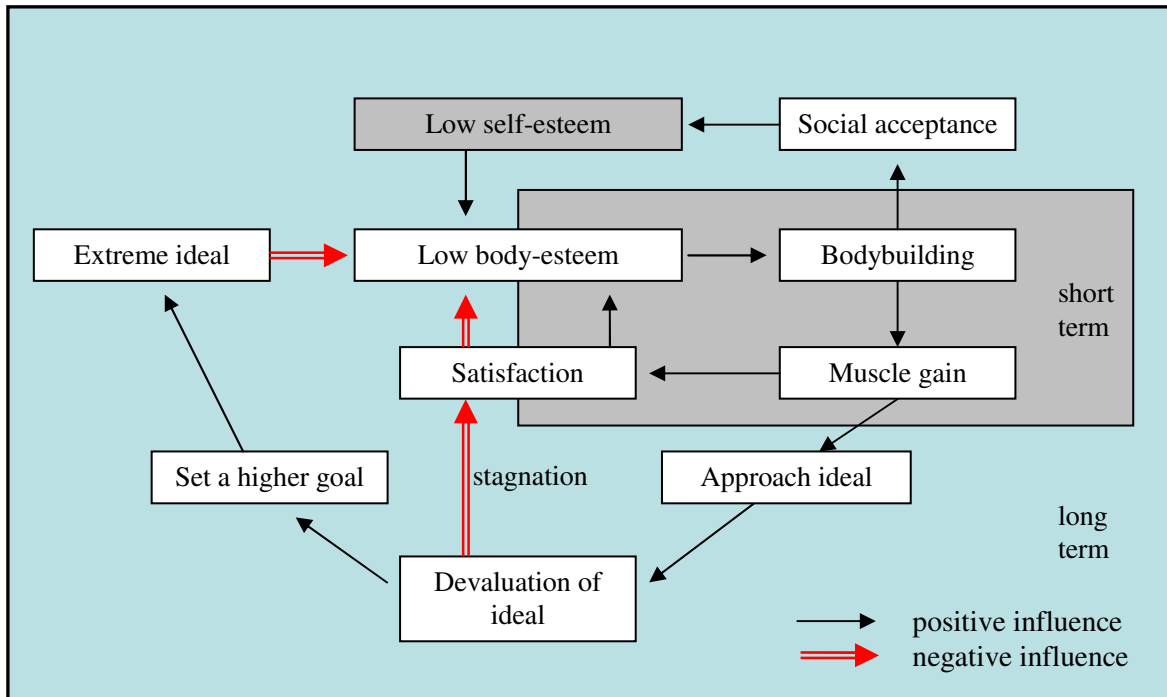 Low self-esteem
Social acceptance
Extreme ideal
Low body-esteem
Bodybuilding
short
term
Satisfaction
Muscle gain
Set a higher goal
stagnation
Approach ideal
long
term
Devaluation of
ideal
positive influence
negative influence